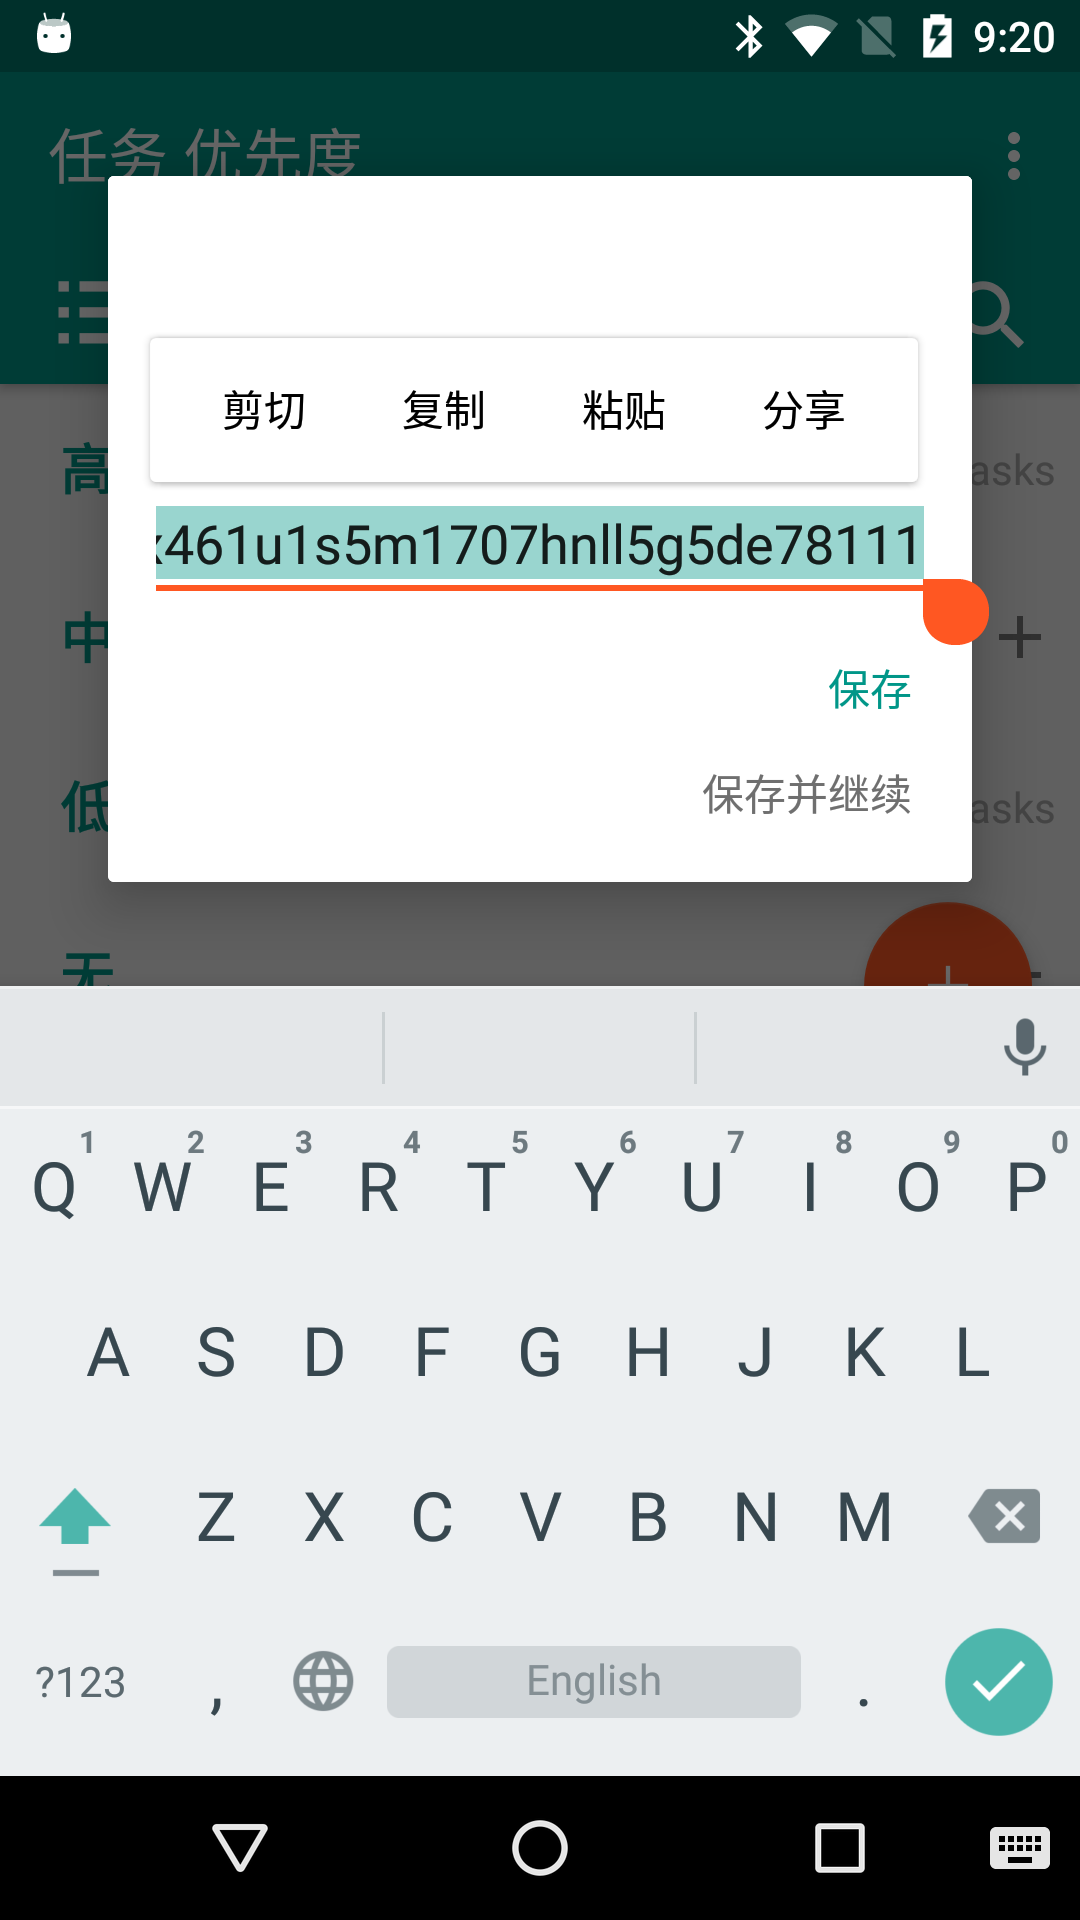 9:20
任务 优先度
剪切 复制 粘贴 分享
高 asks
x461u1s5m1707hnll5g5de78111
中
保存
保存并继续
低 asks
无
1 2 3 4 5 6 7 8 9 0
Q W E R T Y U I O P
A S D F G H J K L
Z X C V B N M
?123 , English .